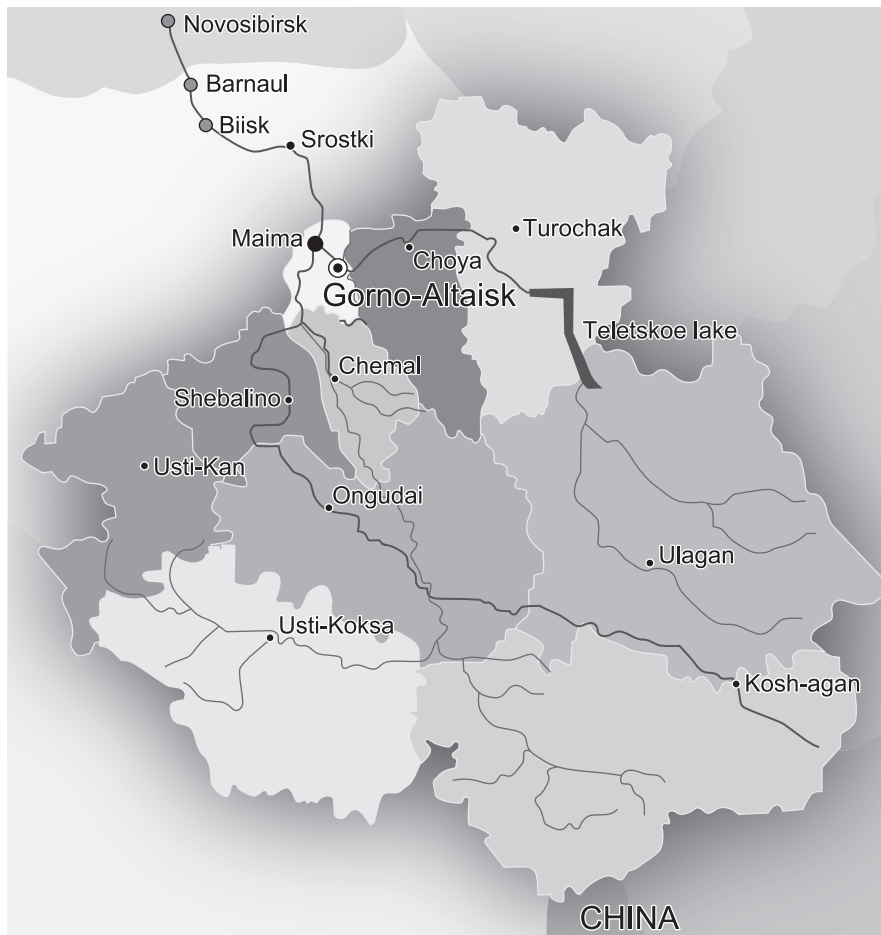 Novosibirsk
Barnaul
Biisk
Srostki
Turochak
Maima
Choya
Gorno-Altaisk
Teletskoe lake
Chemal
Shebalino
Usti-Kan
Ongudai
Ulagan
Usti-Koksa
Kosh-agan
CHINA